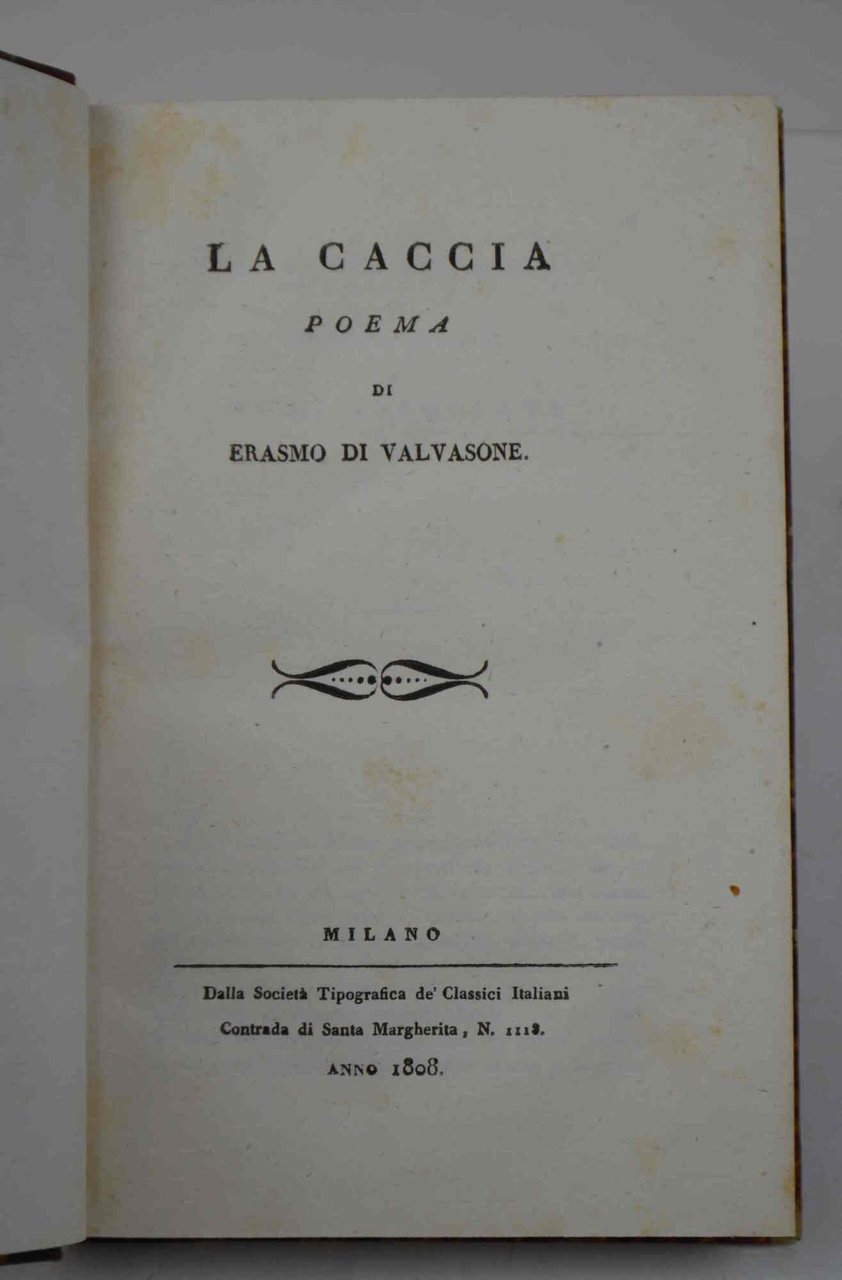 LA CACCIA
POEMA
DI
ERASMO DI VALVASONE.
MILANO
Dalla Società Tipografica de' Classici Italiani
Contrada di Santa Margherita, N. 1118.
ANNO 1808.